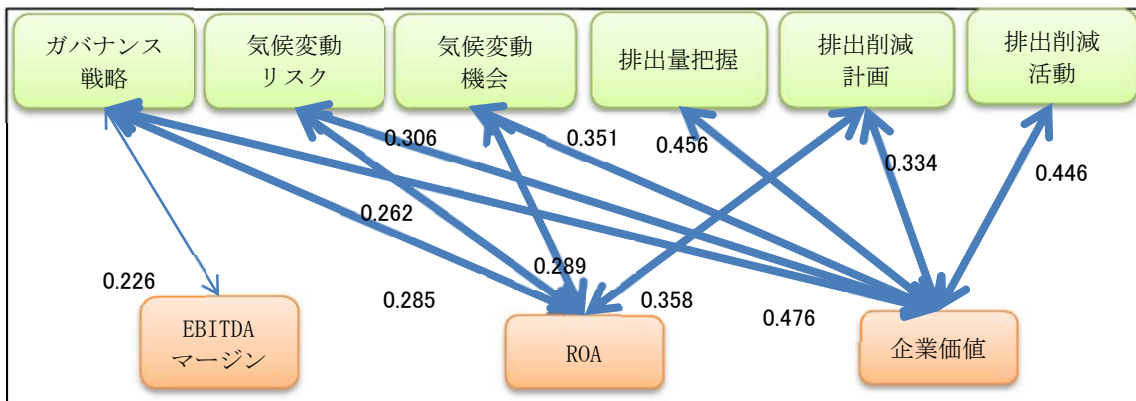 ガバナンス
戦略
気候変動
リスク
気候変動
機会
排出量把握
排出削減
計画
排出削減
活動
0.306
0.351
0.456
0.334
0.446
0.262
0.289
0.226
0.285
0.358
0.476
EBITDA
マージン
ROA
企業価値